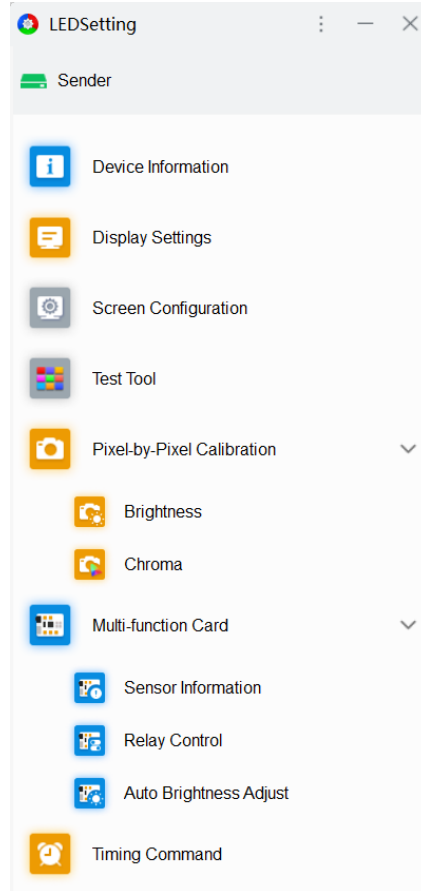 LEDSetting
Sender
Device Information
Display Settings
Screen Configuration
Test Tool
Pixel-by-Pixel Calibration
Brightness
Chroma
Multi-function Card
Sensor Information
Relay Control
Auto Brightness Adjust
Timing Command